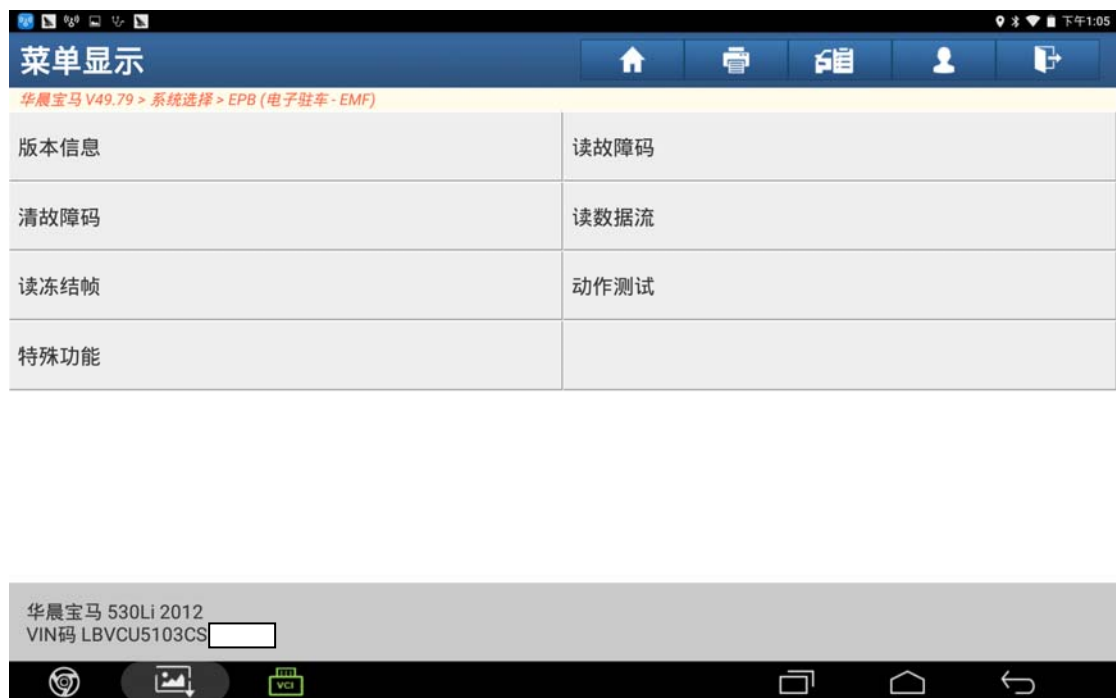 下午1:05
菜单显示
华晨宝马 V49.79 > 系统选择 > EPB (电子驻车 - EMF)
版本信息
读故障码
清故障码
读数据流
读冻结帧
动作测试
特殊功能
华晨宝马 530Li 2012
VIN码 LBVCU5103CS
VCI